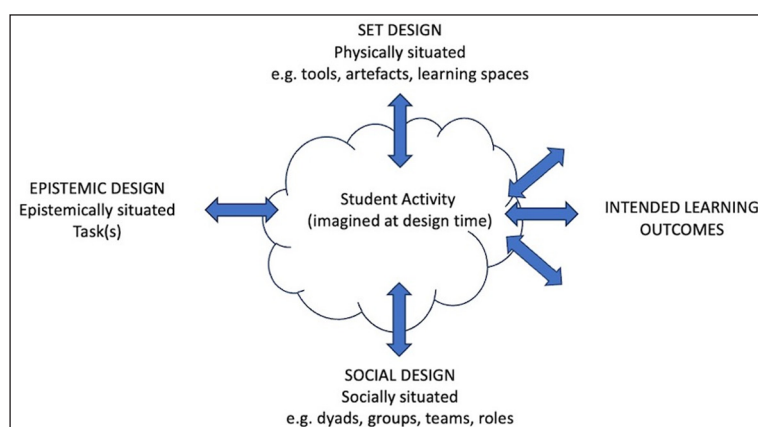 SET DESIGN
Physically situated
e.g. tools, artefacts, learning spaces
EPISTEMIC DESIGN
Epistemically situated
Task(s)
Student Activity
(imagined at design time)
INTENDED LEARNING
OUTCOMES
SOCIAL DESIGN
Socially situated
e.g. dyads, groups, teams, roles